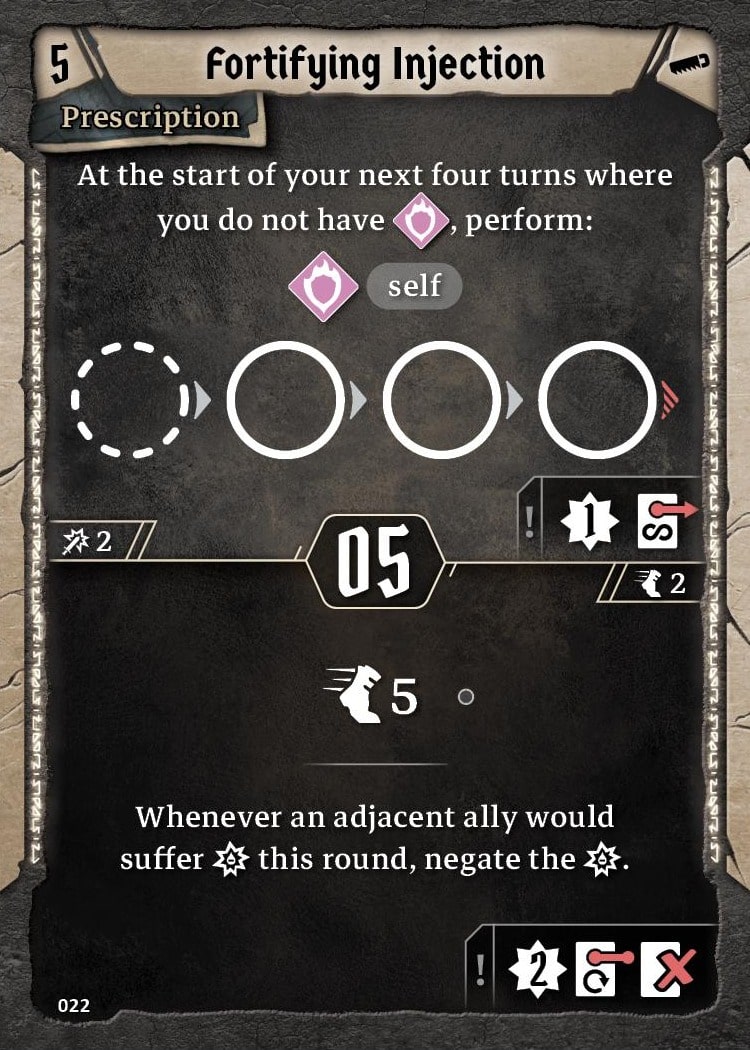 5
Fortifying Injection
Prescription
At the start of your next four turns where
you do not have , perform:
self
! 1
2
05
2
5
Whenever an adjacent ally would
suffer this round, negate the .
! 2
022